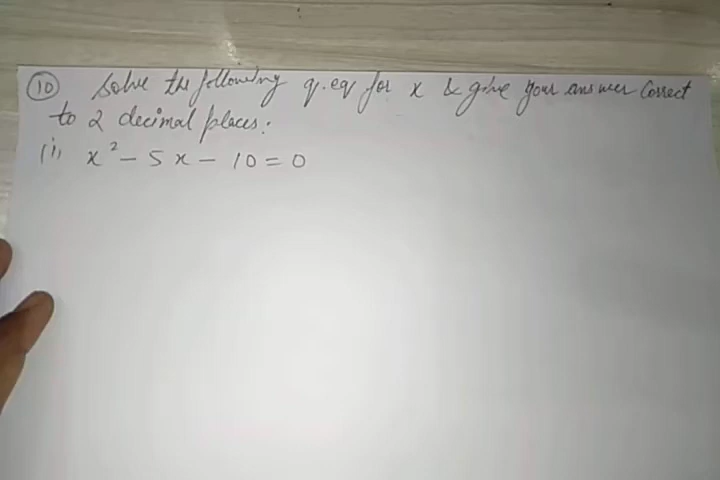 (10) Solve the following q.eq for x & give your answer correct
to 2 decimal places:
(i) x² - 5x - 10 = 0